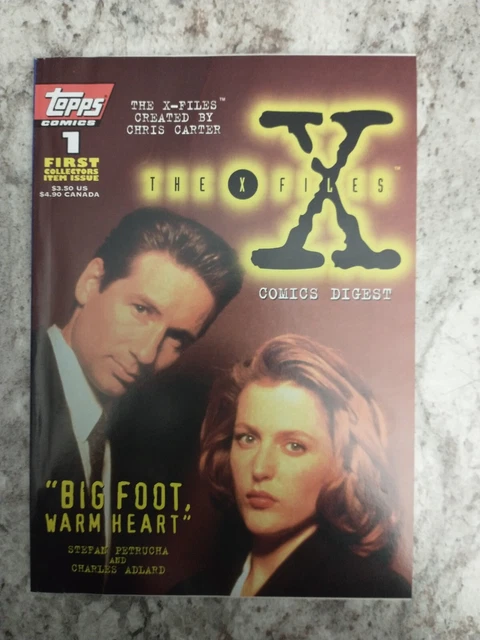 Topps
COMICS
1
FIRST
COLLECTORS
ITEM ISSUE
$3.50 US
$4.90 CANADA
THE X-FILES™
CREATED BY
CHRIS CARTER
THE X FILES™
X
COMICS DIGEST
"BIG FOOT,
WARM HEART"
STEFAN PETRUCHA
AND
CHARLES ADLARD